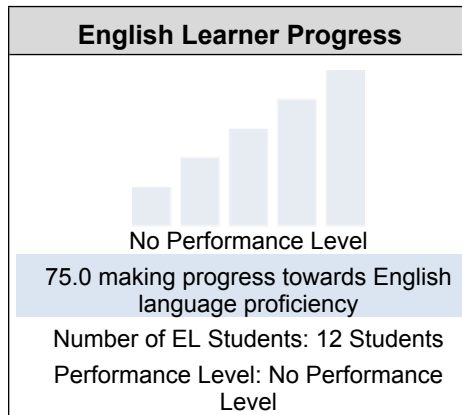 English Learner Progress
No Performance Level
75.0 making progress towards English
language proficiency
Number of EL Students: 12 Students
Performance Level: No Performance
Level